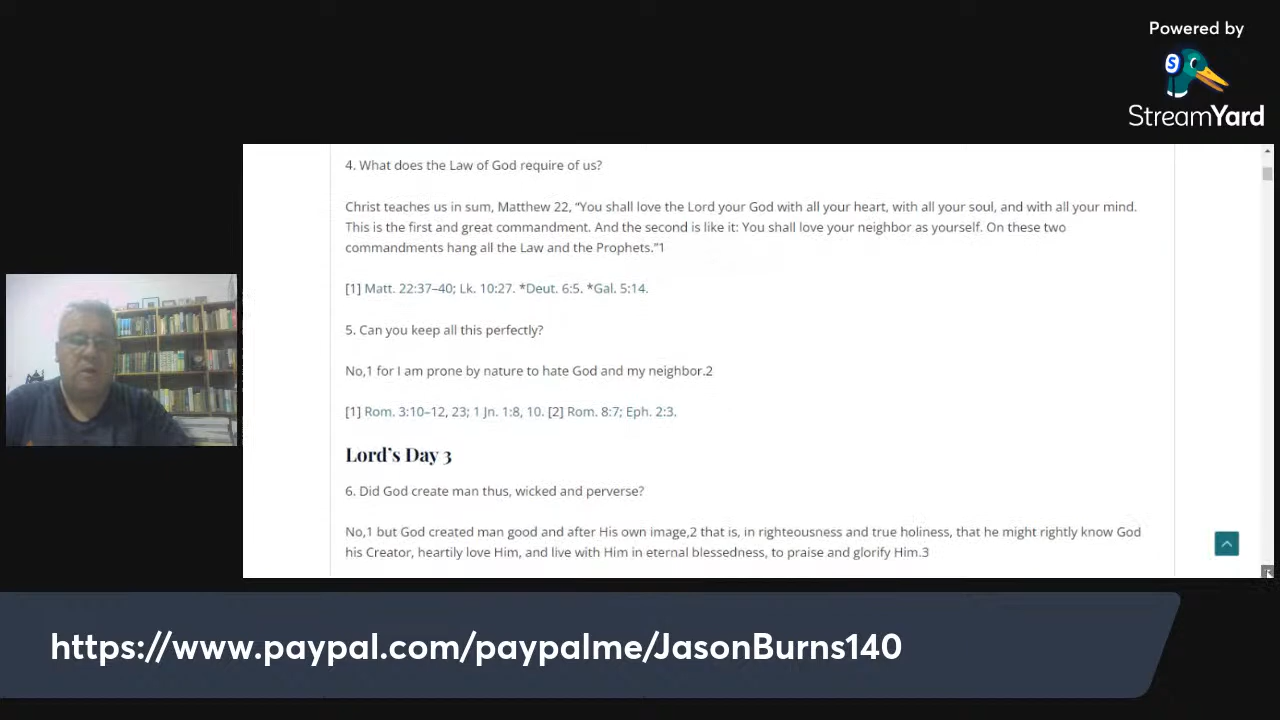 Powered by
StreamYard
4. What does the Law of God require of us?
Christ teaches us in sum, Matthew 22, “You shall love the Lord your God with all your heart, with all your soul, and with all your mind.
This is the first and great commandment. And the second is like it: You shall love your neighbor as yourself. On these two
commandments hang all the Law and the Prophets.”1
[1] Matt. 22:37–40; Lk. 10:27. *Deut. 6:5. *Gal. 5:14.
5. Can you keep all this perfectly?
No,1 for I am prone by nature to hate God and my neighbor.2
[1] Rom. 3:10–12, 23; 1 Jn. 1:8, 10. [2] Rom. 8:7; Eph. 2:3.
Lord’s Day 3
6. Did God create man thus, wicked and perverse?
No,1 but God created man good and after His own image,2 that is, in righteousness and true holiness, that he might rightly know God
his Creator, heartily love Him, and live with Him in eternal blessedness, to praise and glorify Him.3
https://www.paypal.com/paypalme/JasonBurns140